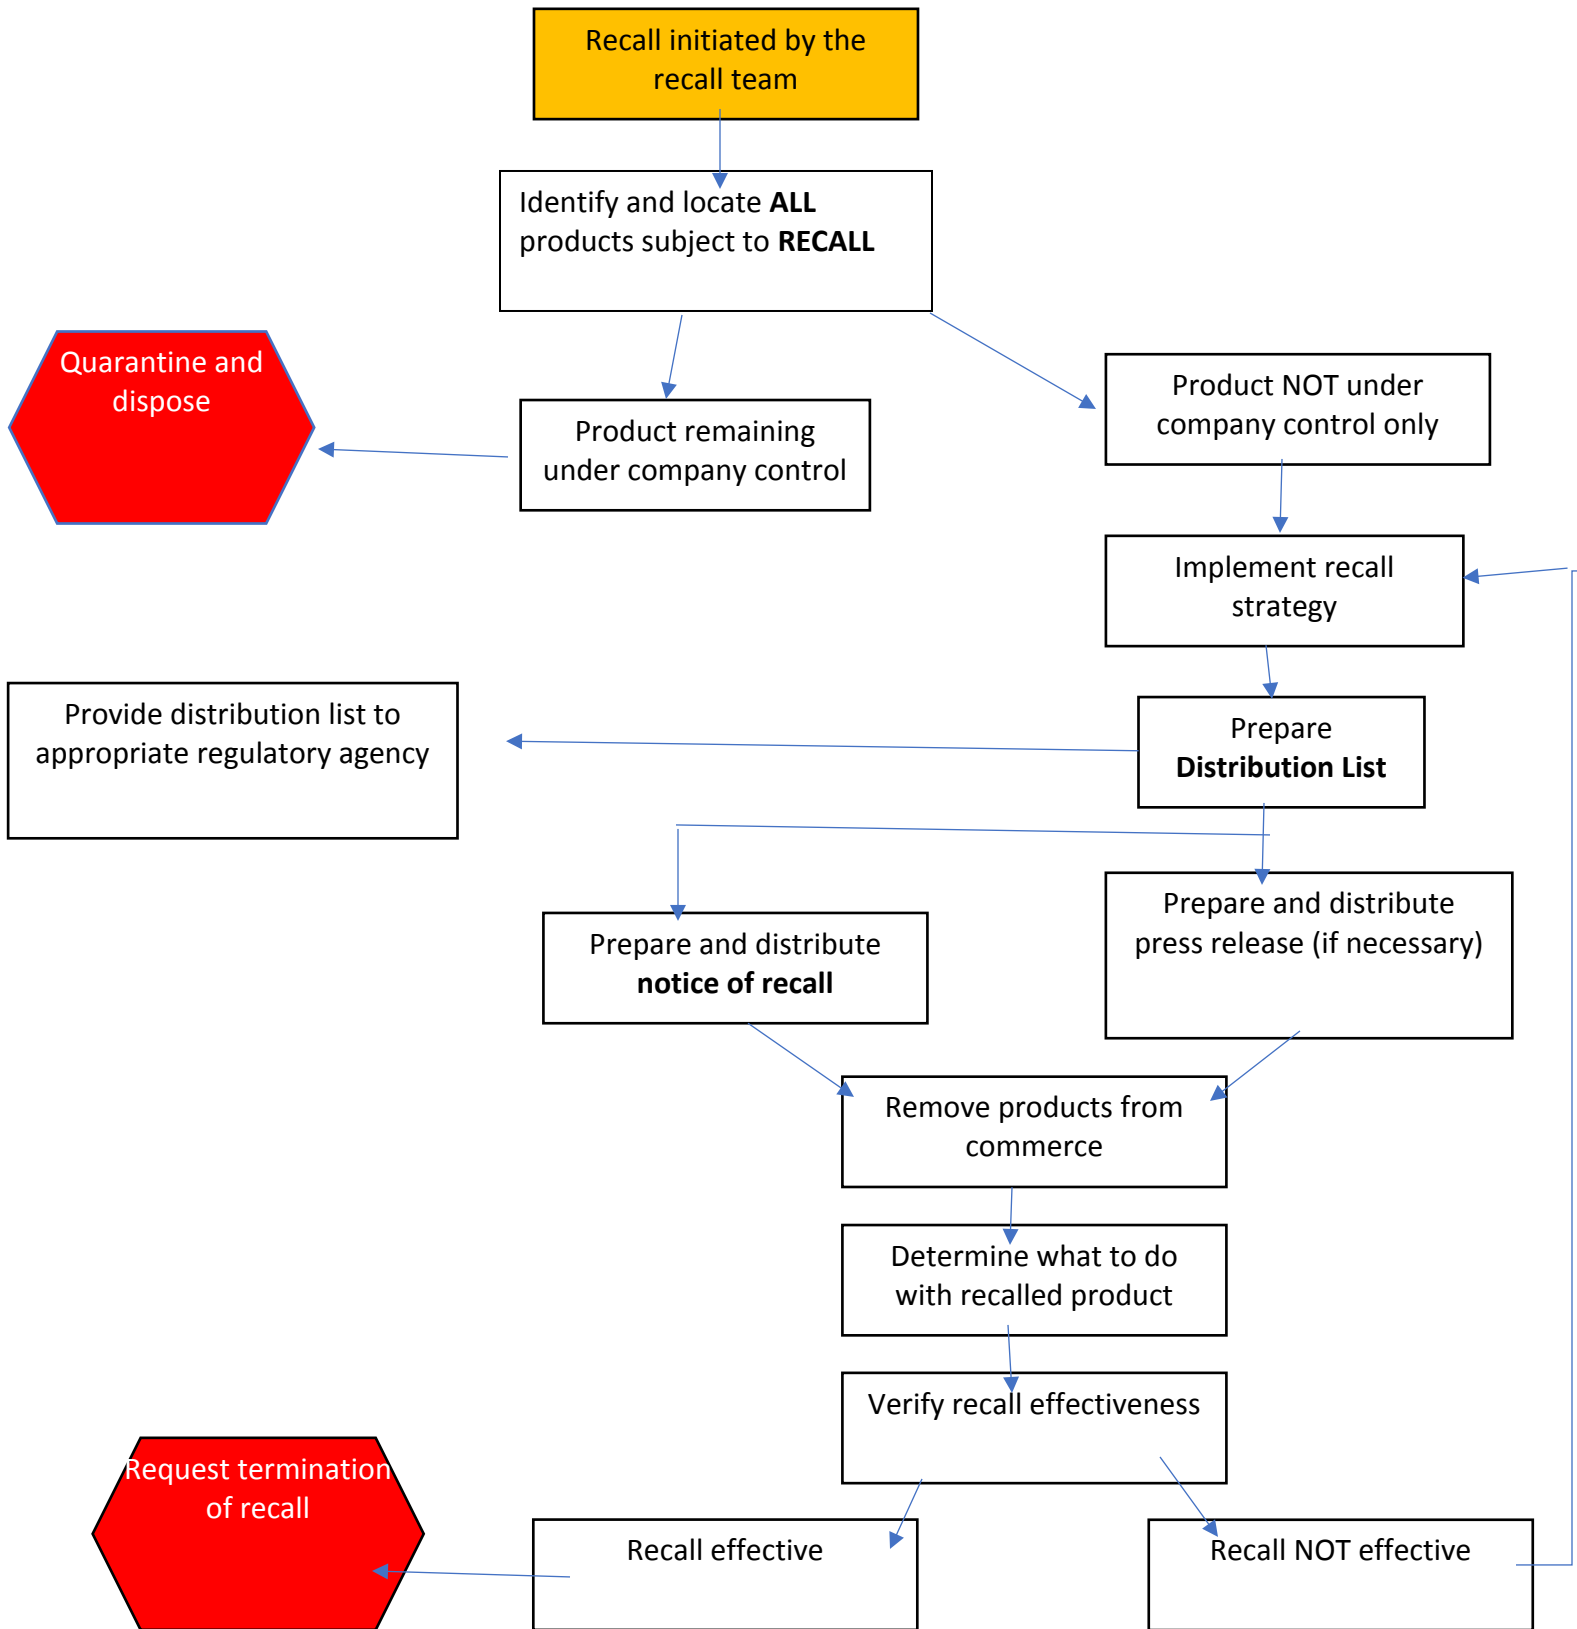 Recall initiated by the
recall team
Identify and locate ALL
products subject to RECALL
Quarantine and
dispose
Product remaining
under company control
Product NOT under
company control only
Implement recall
strategy
Provide distribution list to
appropriate regulatory agency
Prepare
Distribution List
Prepare and distribute
notice of recall
Prepare and distribute
press release (if necessary)
Remove products from
commerce
Determine what to do
with recalled product
Verify recall effectiveness
Request termination
of recall
Recall effective
Recall NOT effective